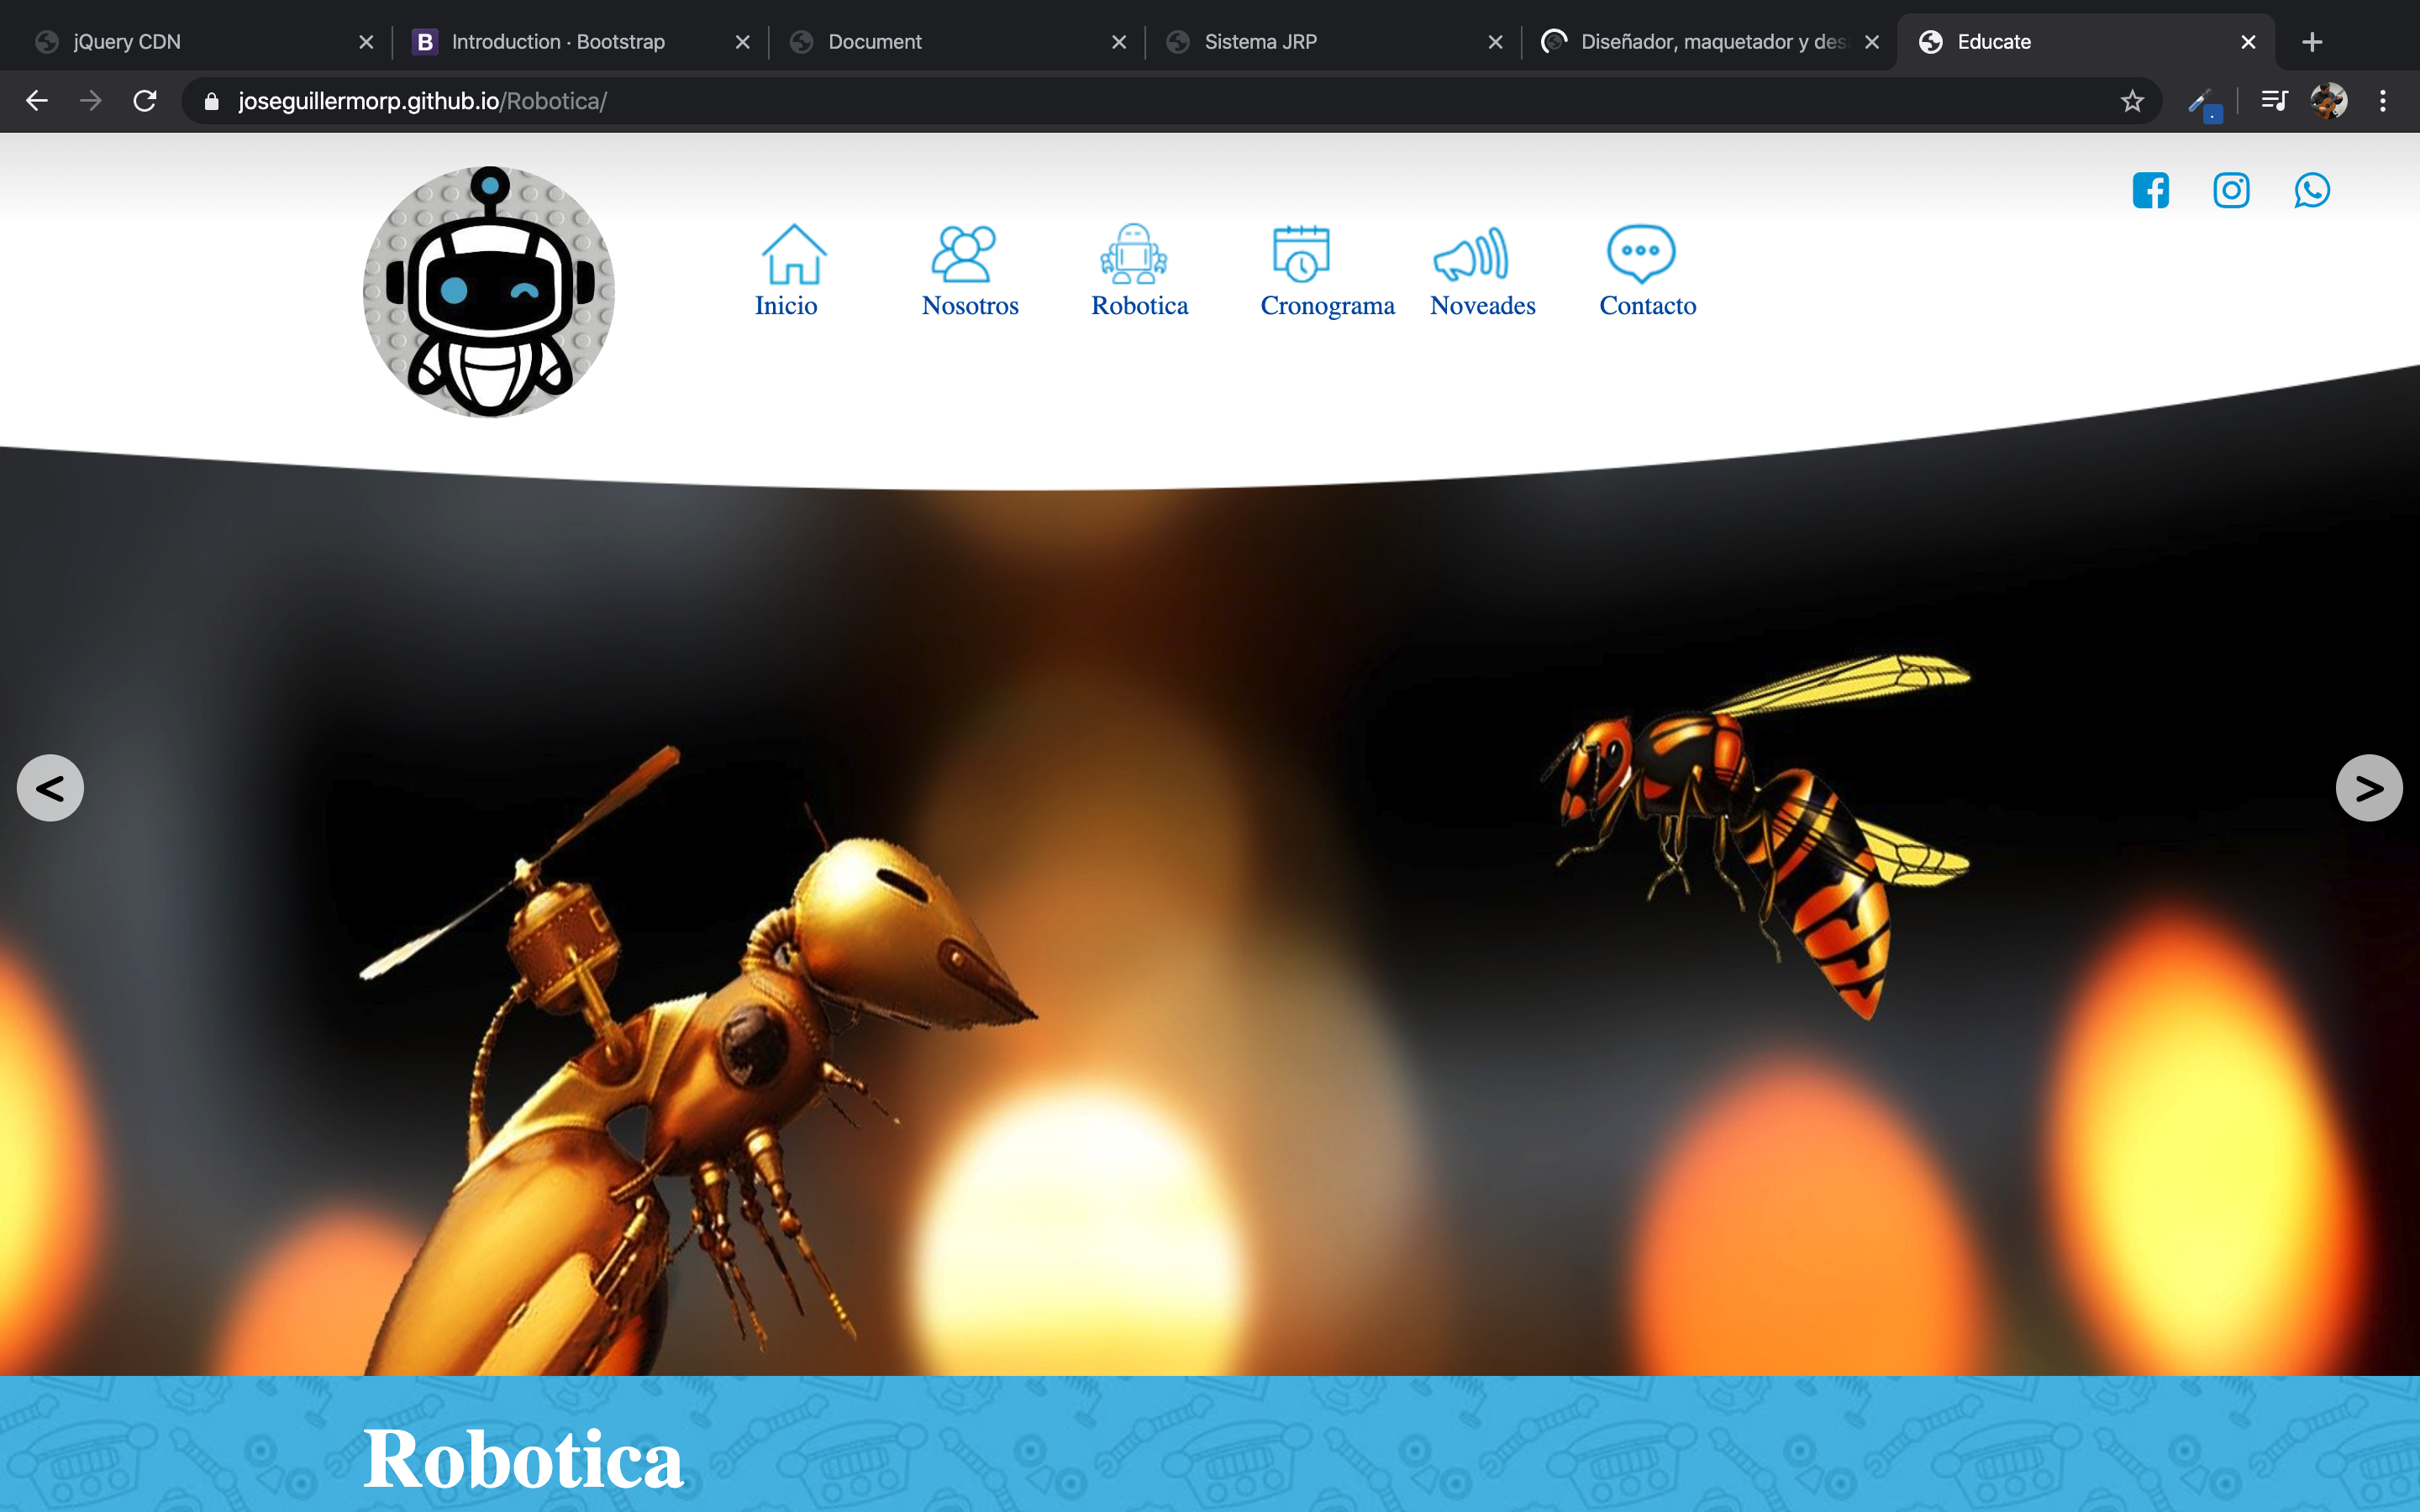 jQuery CDN
Introduction · Bootstrap
Document
Sistema JRP
Diseñador, maquetador y des
Educate
joseguillermorp.github.io/Robotica/
Inicio
Nosotros
Robotica
Cronograma
Noveades
Contacto
<
>
Robotica